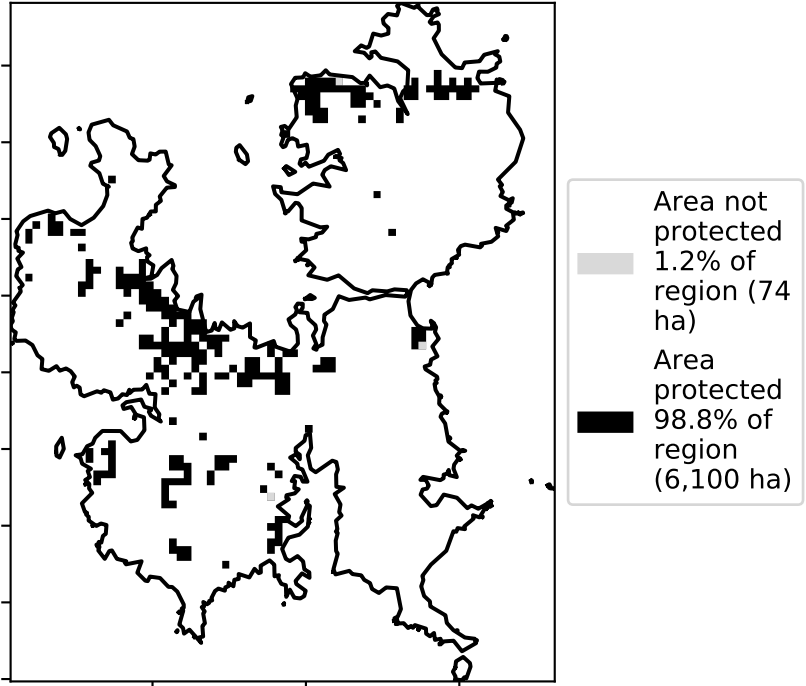 Area not
protected
1.2% of
region (74
ha)
Area
protected
98.8% of
region
(6,100 ha)